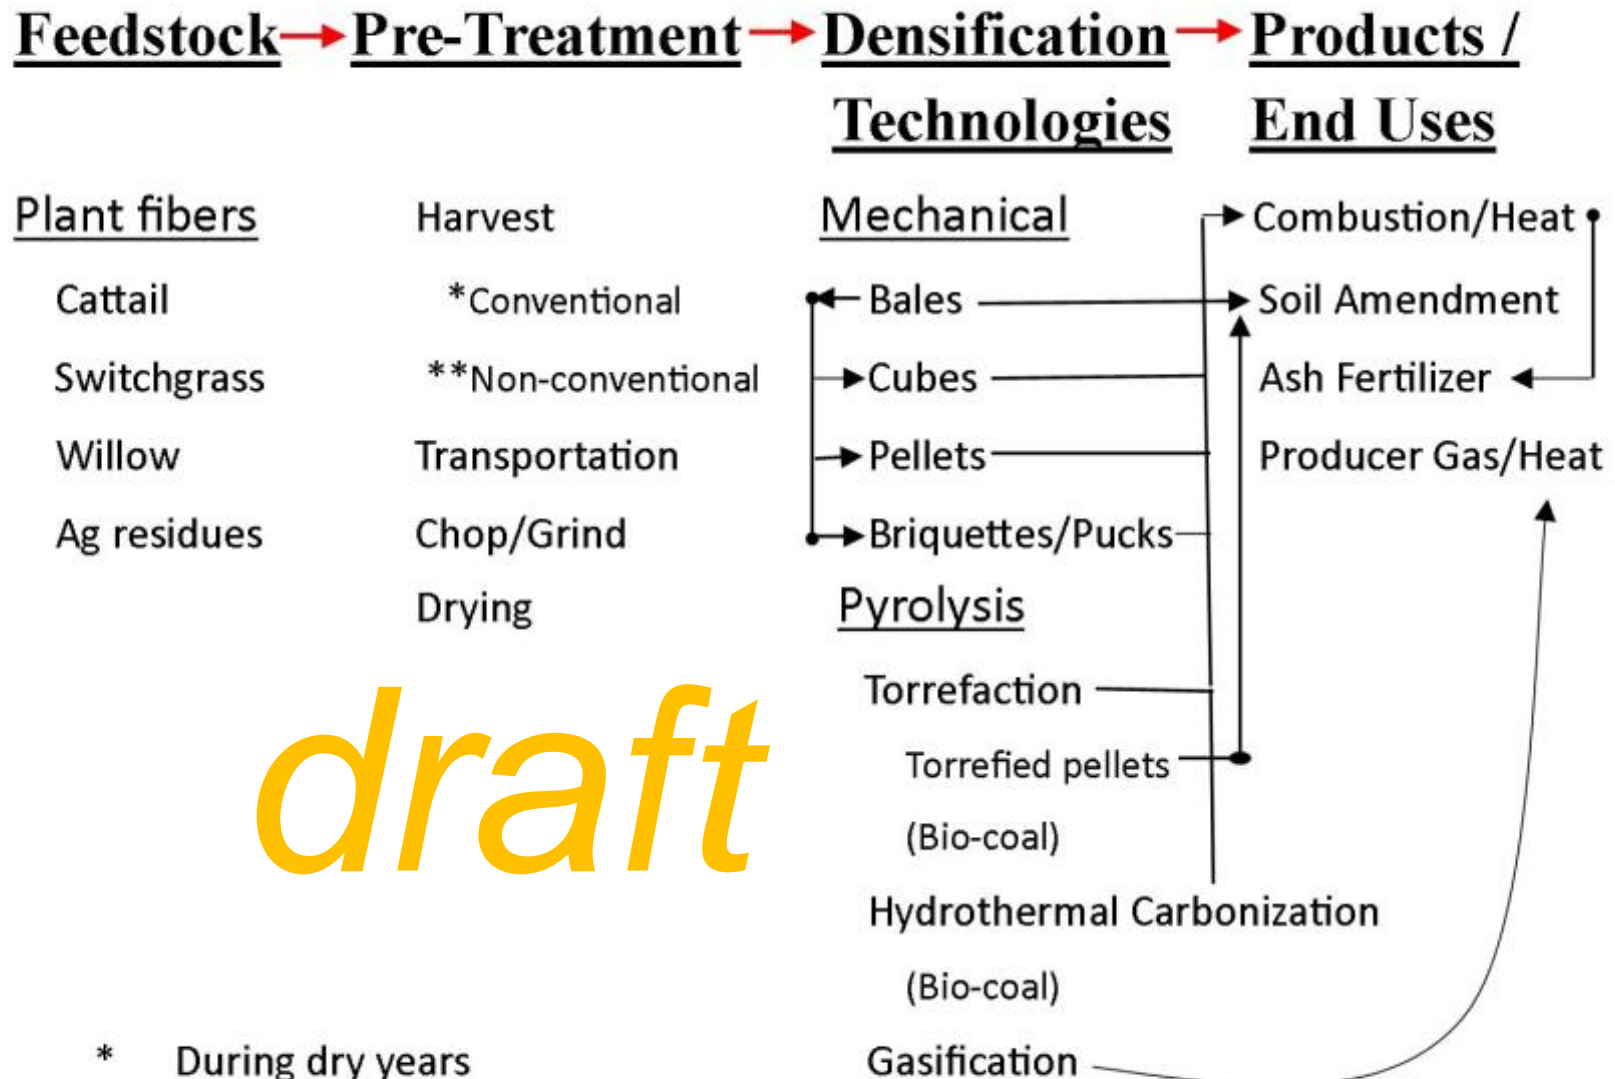 Feedstock Pre-Treatment Densification Products /
Technologies End Uses
Plant fibers Harvest Mechanical Combustion/Heat
Cattail *Conventional Bales Soil Amendment
Switchgrass **Non-conventional Cubes Ash Fertilizer
Willow Transportation Pellets Producer Gas/Heat
Ag residues Chop/Grind Briquettes/Pucks
Drying Pyrolysis
Torrefaction
draft
Torrefied pellets
(Bio-coal)
Hydrothermal Carbonization
(Bio-coal)
* During dry years Gasification